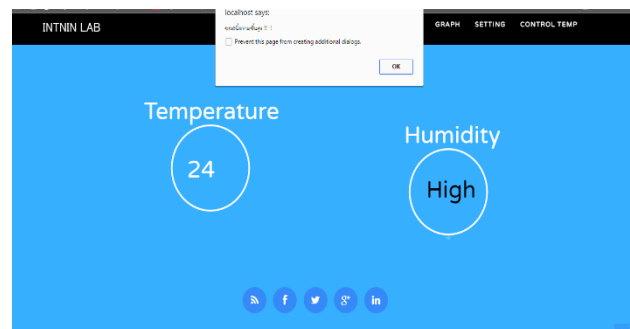 localhost says:
Prevent this page from creating additional dialogs.
OK
INTNIN LAB
GRAPH SETTING CONTROL TEMP
Temperature
24
Humidity
High
f g+ in